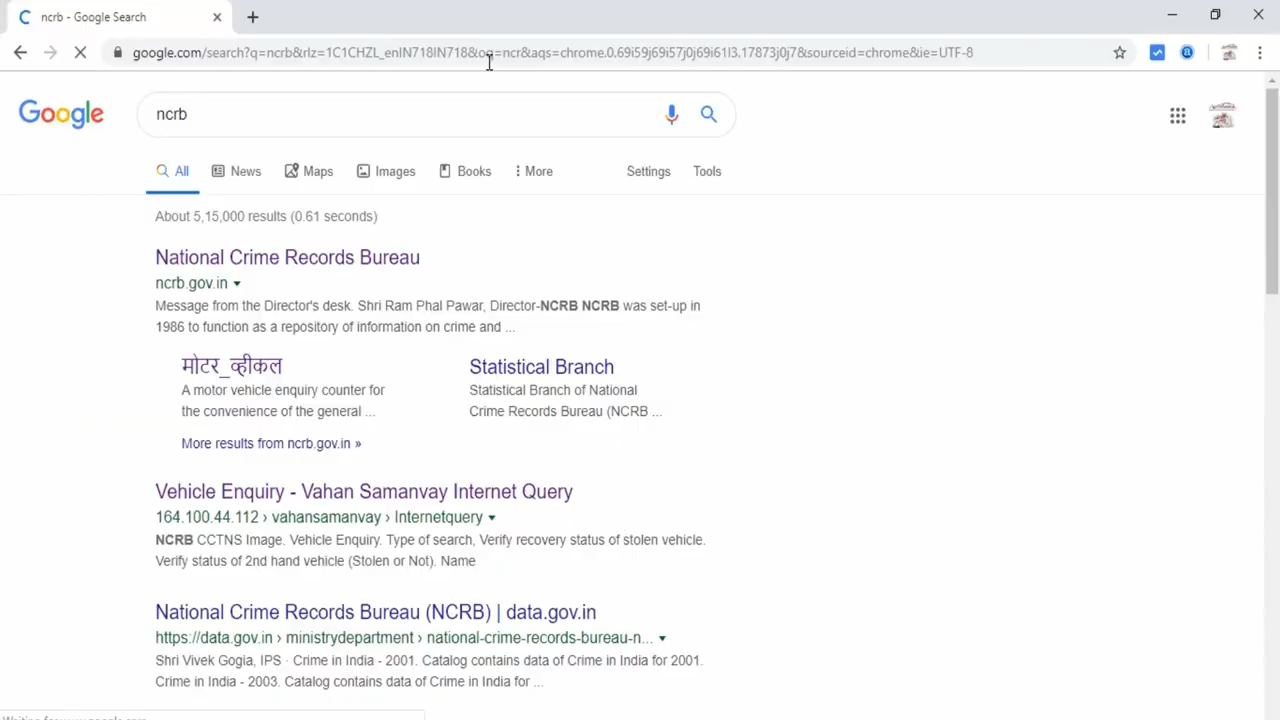 ncrb - Google Search
google.com/search?q=ncrb&rlz=1C1CHZL_enIN718IN718&oq=ncr&aqs=chrome.0.69i59j69i57j0j69i61l3.17873j0j7&sourceid=chrome&ie=UTF-8
Google
ncrb
All News Maps Images Books More Settings Tools
About 5,15,000 results (0.61 seconds)
National Crime Records Bureau
ncrb.gov.in
Message from the Director's desk. Shri Ram Phal Pawar, Director-NCRB NCRB was set-up in
1986 to function as a repository of information on crime and ...
मोटर_व्हीकल
A motor vehicle enquiry counter for
the convenience of the general ...
Statistical Branch
Statistical Branch of National
Crime Records Bureau (NCRB ...
More results from ncrb.gov.in »
Vehicle Enquiry - Vahan Samanvay Internet Query
164.100.44.112 › vahansamanvay › Internetquery
NCRB CCTNS Image. Vehicle Enquiry. Type of search, Verify recovery status of stolen vehicle.
Verify status of 2nd hand vehicle (Stolen or Not). Name
National Crime Records Bureau (NCRB) | data.gov.in
https://data.gov.in › ministrydepartment › national-crime-records-bureau-n...
Shri Vivek Gogia, IPS · Crime in India - 2001. Catalog contains data of Crime in India for 2001.
Crime in India - 2003. Catalog contains data of Crime in India for ...